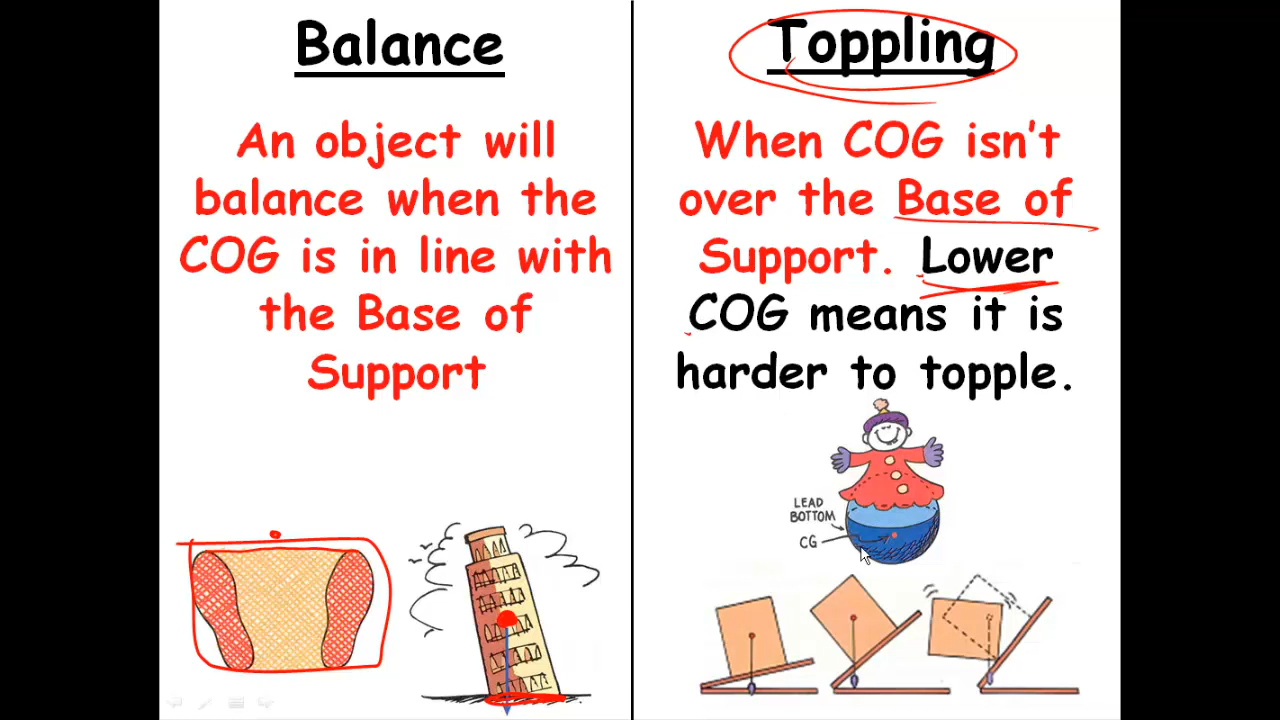 Balance
An object will
balance when the
COG is in line with
the Base of
Support
Toppling
When COG isn't
over the Base of
Support. Lower
COG means it is
harder to topple.
LEAD
BOTTOM
CG